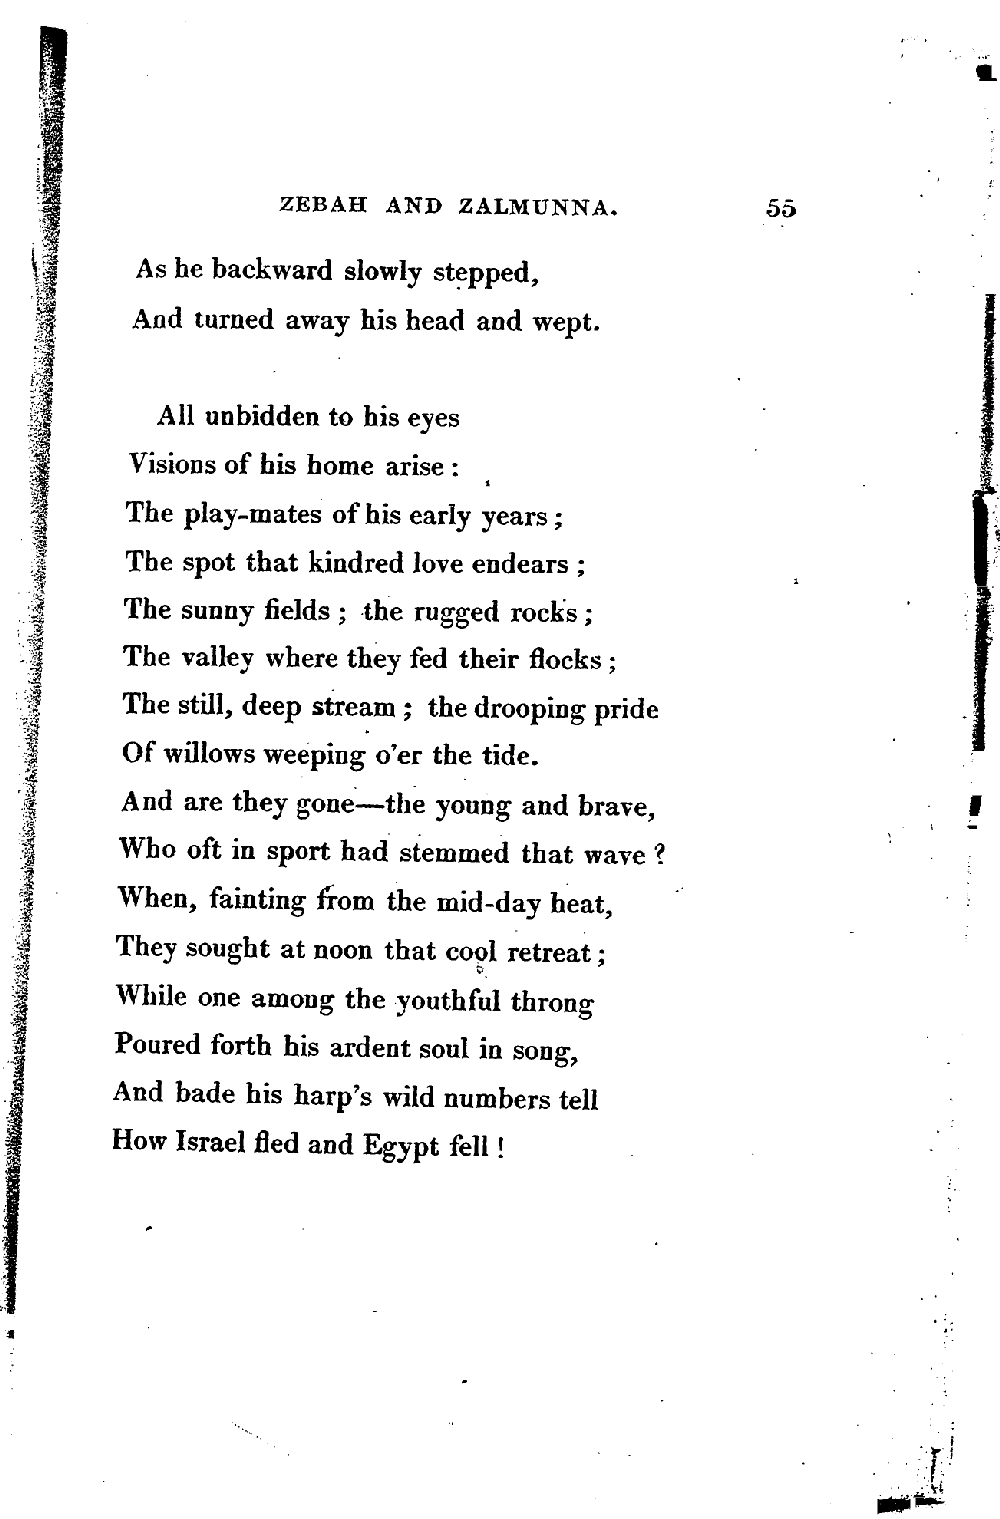 ZEBAH AND ZALMUNNA. 55
As he backward slowly stepped,
And turned away his head and wept.
All unbidden to his eyes
Visions of his home arise :
The play-mates of his early years ;
The spot that kindred love endears ;
The sunny fields ; the rugged rocks ;
The valley where they fed their flocks ;
The still, deep stream ; the drooping pride
Of willows weeping o'er the tide.
And are they gone—the young and brave,
Who oft in sport had stemmed that wave ?
When, fainting from the mid-day heat,
They sought at noon that cool retreat ;
While one among the youthful throng
Poured forth his ardent soul in song,
And bade his harp's wild numbers tell
How Israel fled and Egypt fell !